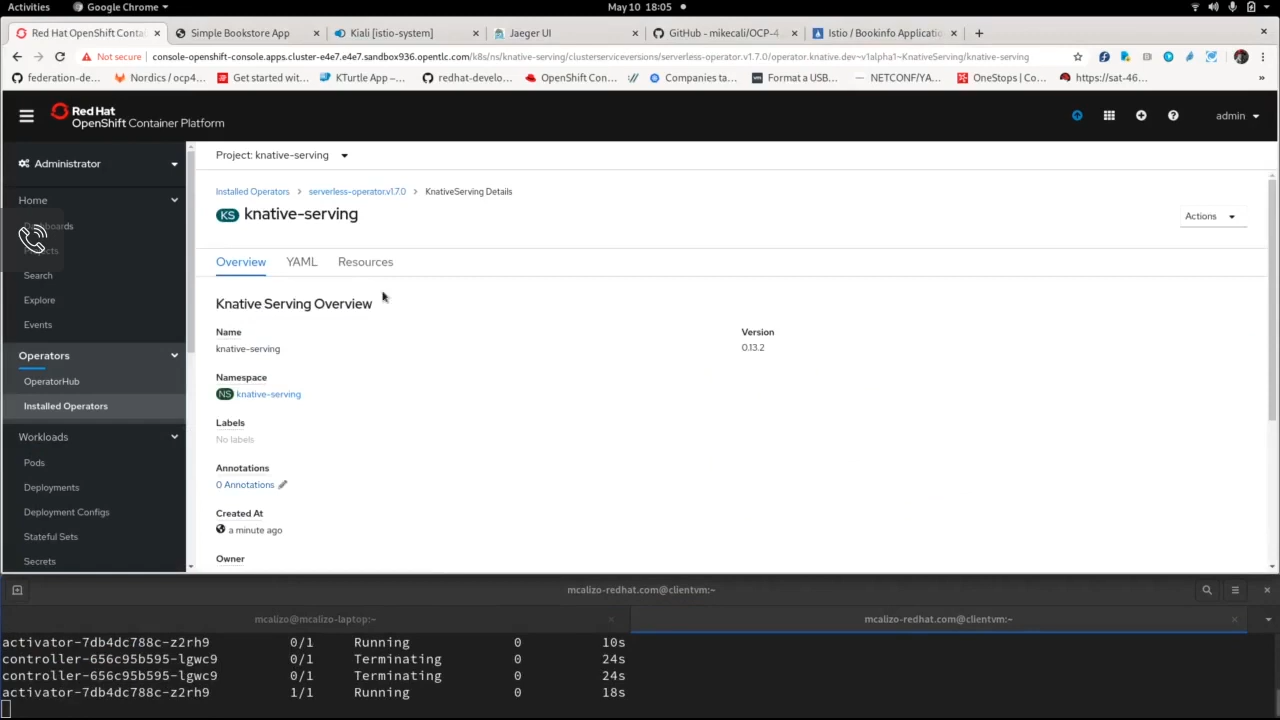 Activities
Google Chrome
May 10 18:05
Red Hat OpenShift Conta
Simple Bookstore App
Kiali [istio-system]
Jaeger UI
GitHub - mikecali/OCP-4
Istio / Bookinfo Applicatio
Not secure
console-openshift-console.apps.cluster-e4e7.e4e7.sandbox936.opentlc.com/k8s/ns/knative-serving/clusterserviceversions/serverless-operator.v1.7.0/operator.knative.dev~v1alpha1~KnativeServing/knative-serving
federation-de...
Nordics / ocp4...
Get started wit...
KTurtle App –...
redhat-develo...
OpenShift Con...
Companies ta...
Format a USB...
NETCONF/YA...
OneStops | Co...
https://sat-46...
Red Hat
OpenShift Container Platform
admin
Administrator
Home
Dashboards
Projects
Search
Explore
Events
Operators
OperatorHub
Installed Operators
Workloads
Pods
Deployments
Deployment Configs
Stateful Sets
Secrets
Project: knative-serving
Installed Operators > serverless-operator.v1.7.0 > KnativeServing Details
KS knative-serving
Actions
Overview YAML Resources
Knative Serving Overview
Name
knative-serving
Version
0.13.2
Namespace
NS knative-serving
Labels
No labels
Annotations
0 Annotations
Created At
a minute ago
Owner
mcalizo-redhat.com@clientvm:~
mcalizo@mcalizo-laptop:~
mcalizo-redhat.com@clientvm:~
activator-7db4dc788c-z2rh9 0/1 Running 0 10s
controller-656c95b595-lgwc9 0/1 Terminating 0 24s
controller-656c95b595-lgwc9 0/1 Terminating 0 24s
activator-7db4dc788c-z2rh9 1/1 Running 0 18s